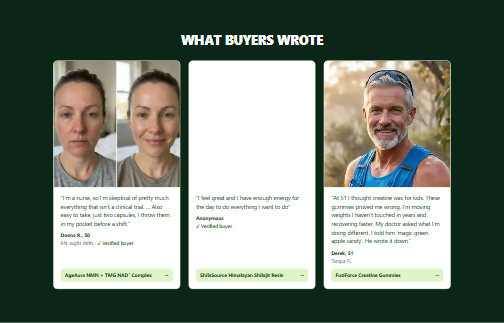 WHAT BUYERS WROTE
"I'm a nurse, so I'm skeptical of pretty much
everything that isn't a clinical trial. ... Also
easy to take, just two capsules, I throw them
in my pocket before a shift."
Donna R., 50
RN, night shifts · ✓ Verified buyer
AgeAura NMN + TMG NAD+ Complex →
"I feel great and I have enough energy for
the day to do everything I want to do"
Anonymous
✓ Verified buyer
ShilaSource Himalayan Shilajit Resin →
"At 51 I thought creatine was for kids. These
gummies proved me wrong. I'm moving
weights I haven't touched in years and
recovering faster. My doctor asked what I'm
doing different. I told him 'magic green
apple candy'. He wrote it down."
Derek, 51
Tampa FL
FuelForce Creatine Gummies →